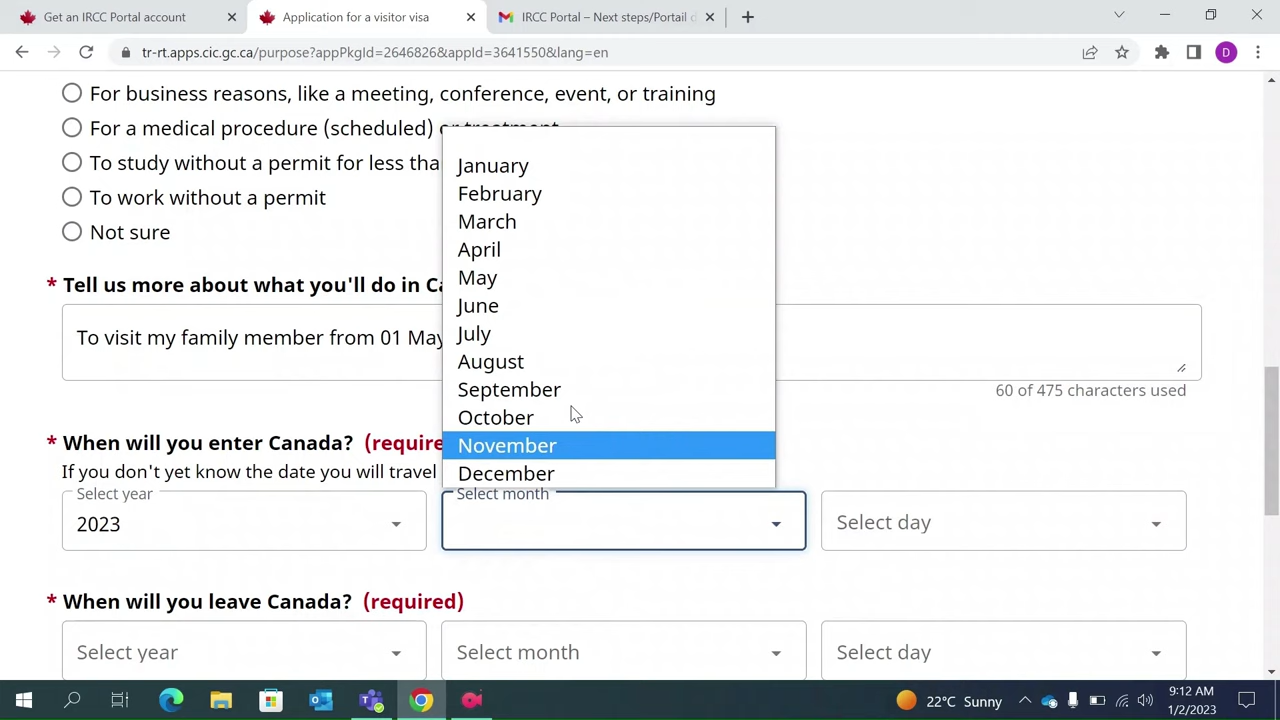 Get an IRCC Portal account
Application for a visitor visa
IRCC Portal – Next steps/Portail d
tr-rt.apps.cic.gc.ca/purpose?appPkgId=2646826&appId=3641550&lang=en
D
For business reasons, like a meeting, conference, event, or training
For a medical procedure (scheduled) or treatment
To study without a permit for less tha
To work without a permit
Not sure
January
February
March
April
May
June
July
August
September
October
November
December
* Tell us more about what you'll do in Ca
To visit my family member from 01 May
60 of 475 characters used
* When will you enter Canada? (require
If you don't yet know the date you will travel
Select year
2023
Select month
Select day
* When will you leave Canada? (required)
Select year
Select month
Select day
22°C Sunny
9:12 AM
1/2/2023